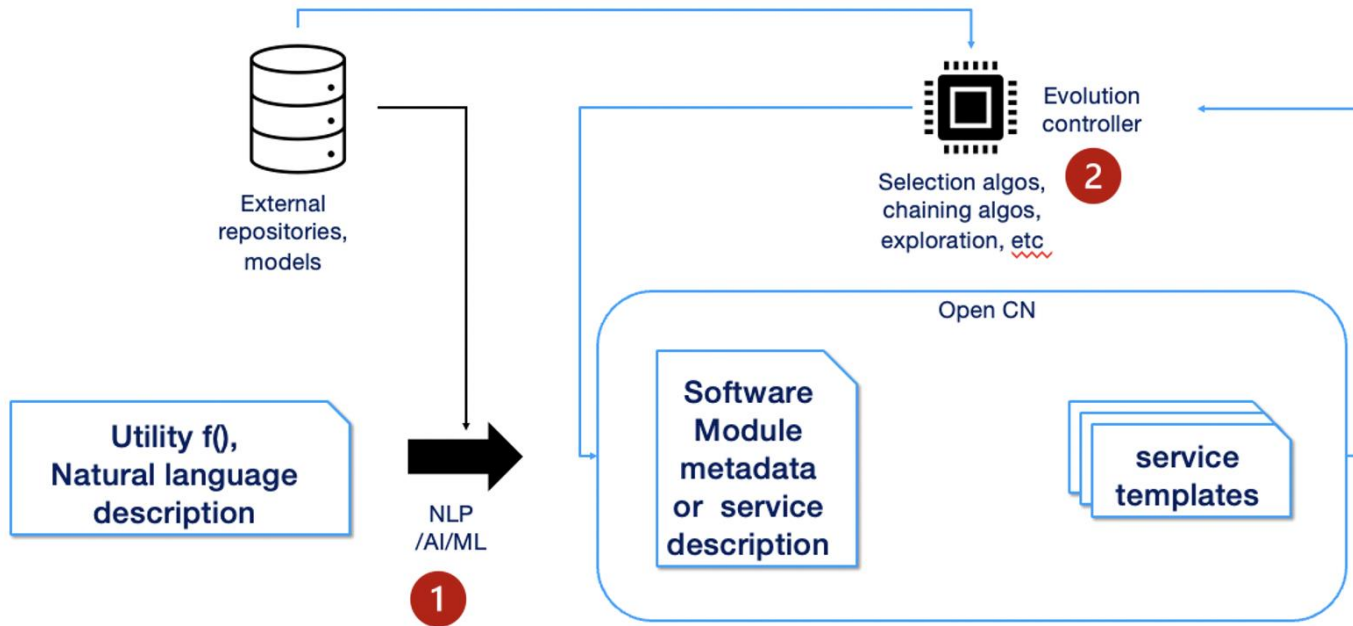 External
repositories,
models
Evolution
controller
2
Selection algos,
chaining algos,
exploration, etc
Open CN
Utility f(),
Natural language
description
NLP
/AI/ML
1
Software
Module
metadata
or service
description
service
templates